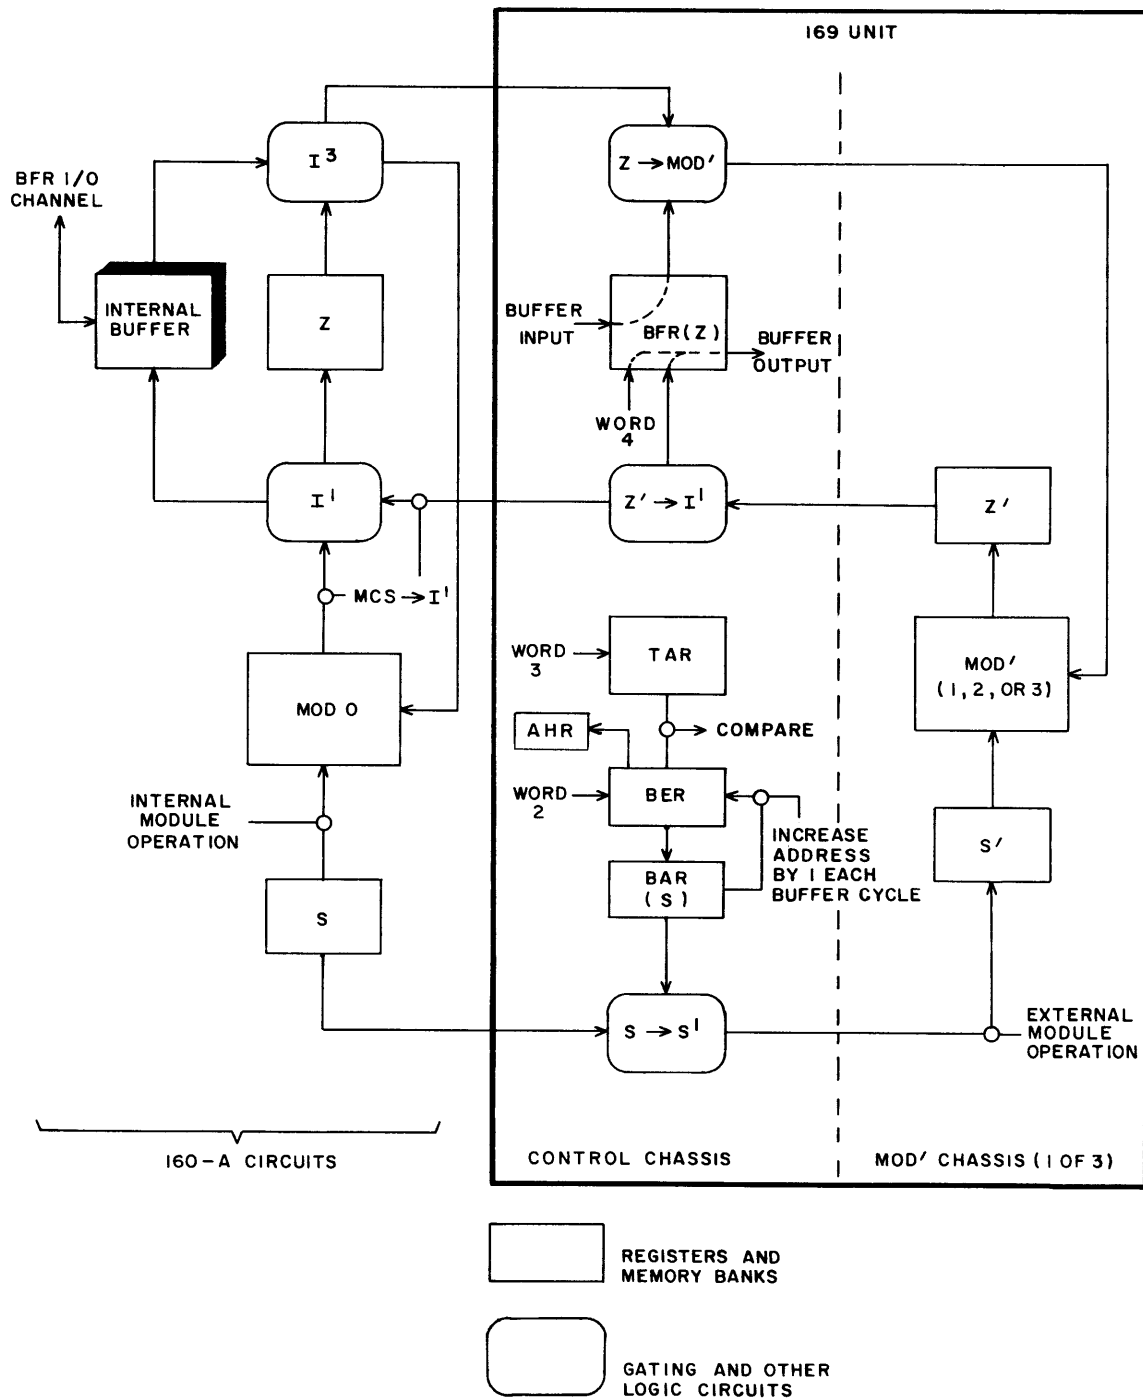 169 UNIT
I³
Z → MOD′
BFR I/O
CHANNEL
INTERNAL
BUFFER
Z
BUFFER
INPUT
BFR(Z)
BUFFER
OUTPUT
WORD
4
I¹
Z′ → I¹
Z′
MCS → I¹
WORD
3
TAR
MOD′
(1, 2, OR 3)
MOD 0
AHR
COMPARE
INTERNAL
MODULE
OPERATION
WORD
2
BER
INCREASE
ADDRESS
BY 1 EACH
BUFFER CYCLE
S′
BAR
(S)
S
S → S¹
EXTERNAL
MODULE
OPERATION
160-A CIRCUITS
CONTROL CHASSIS
MOD′ CHASSIS (1 OF 3)
REGISTERS AND
MEMORY BANKS
GATING AND OTHER
LOGIC CIRCUITS